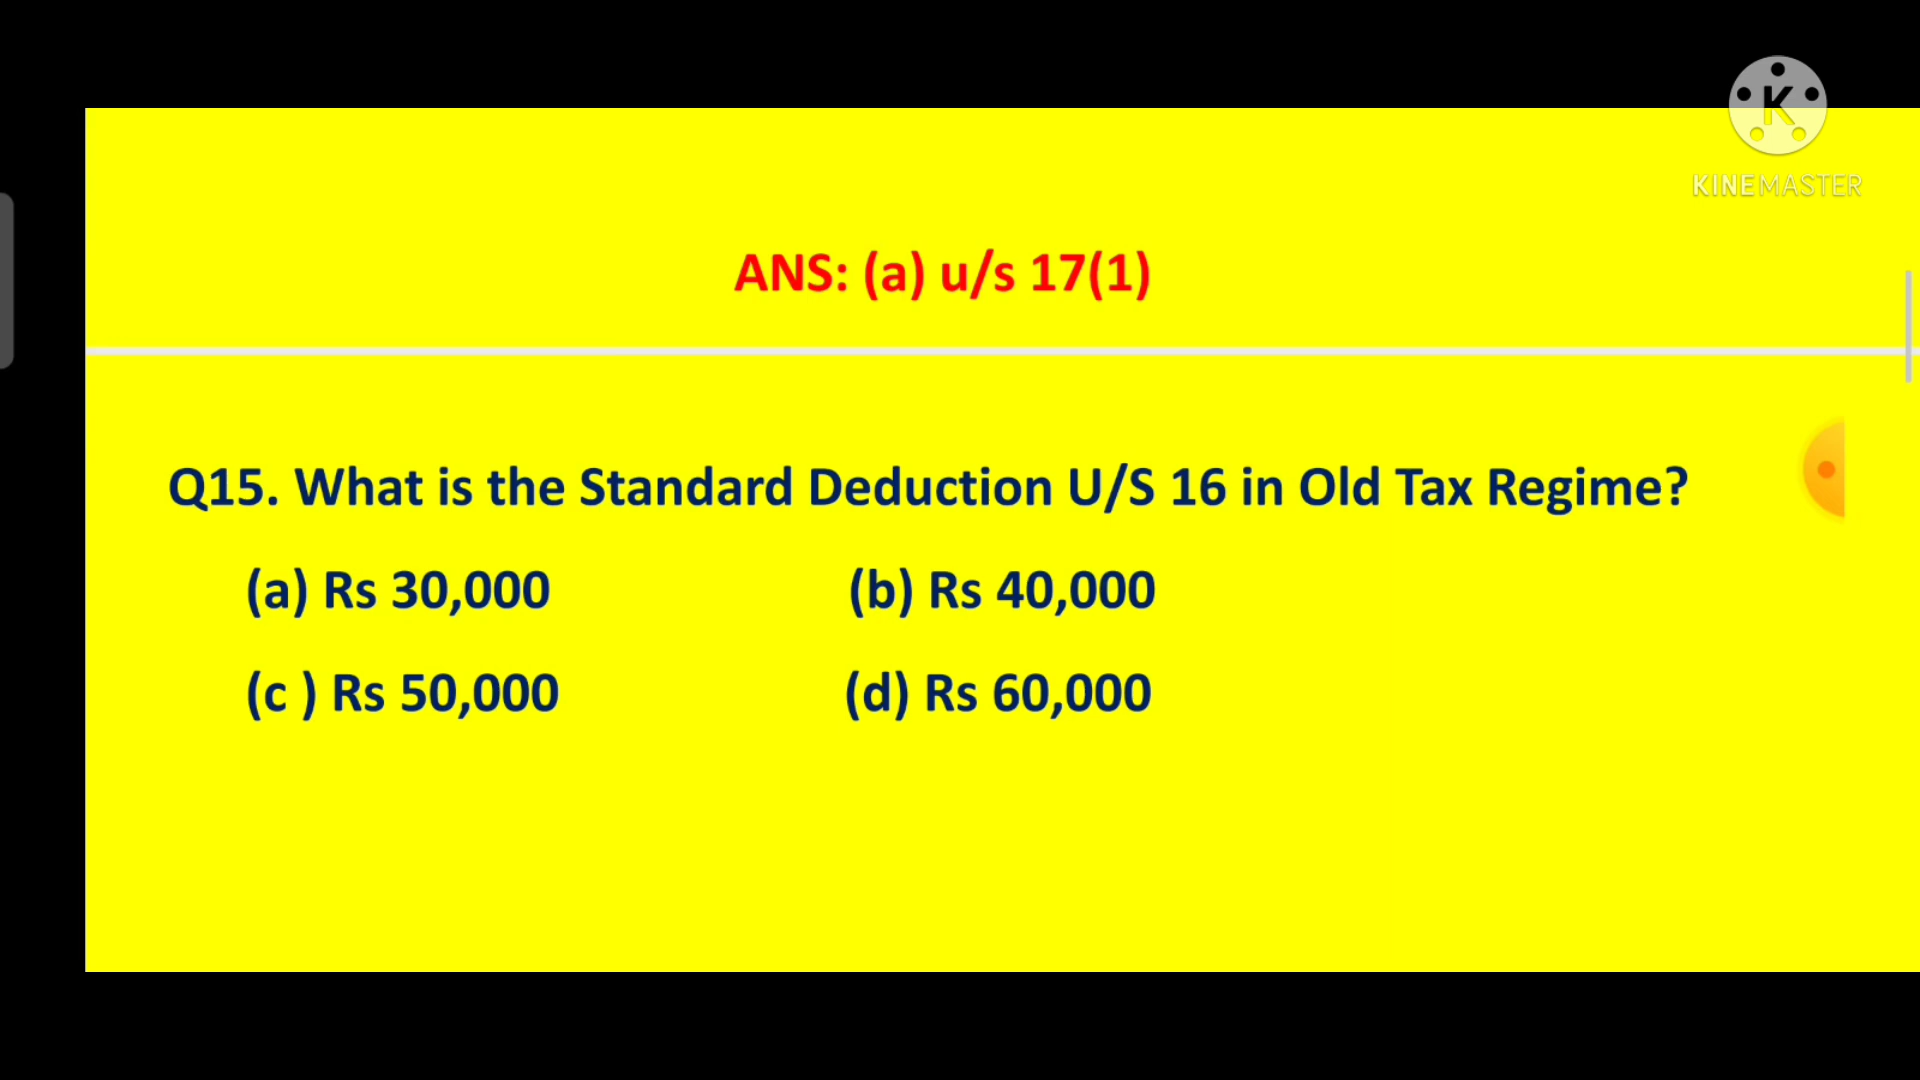 K
KINEMASTER
ANS: (a) u/s 17(1)
Q15. What is the Standard Deduction U/S 16 in Old Tax Regime?
(a) Rs 30,000 (b) Rs 40,000
(c ) Rs 50,000 (d) Rs 60,000